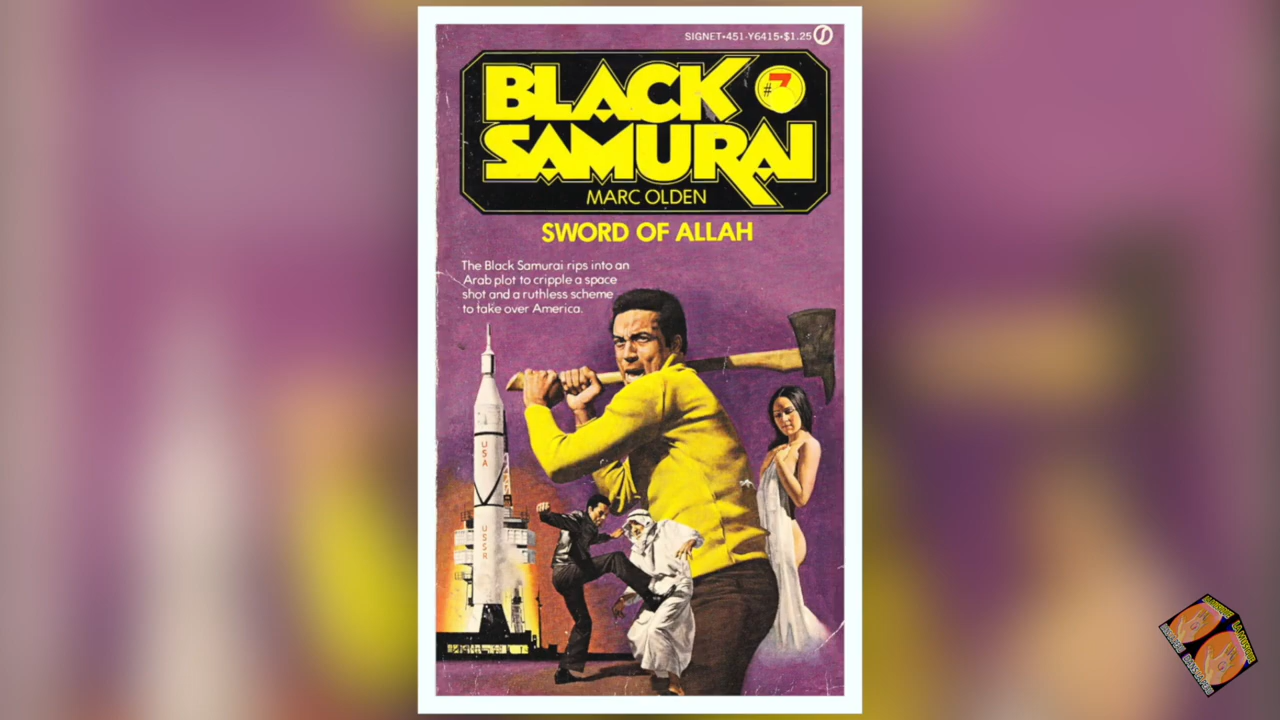 SIGNET•451-Y6415•$1.25
BLACK
#7
SAMURAI
MARC OLDEN
SWORD OF ALLAH
The Black Samurai rips into an
Arab plot to cripple a space
shot and a ruthless scheme
to take over America.
USA
USSR